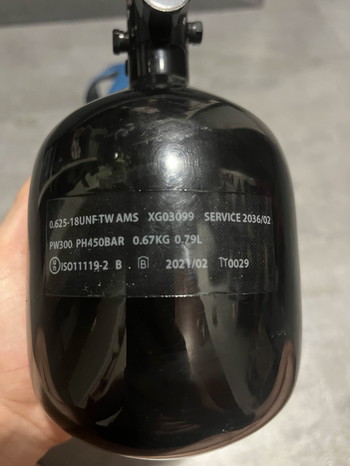 0.625-18UNF TW AMS XG03099 SERVICE 2036/02
PW300 PH450BAR 0.67KG 0.79L
ISO11119-2 B . B 2021/02 TT0029